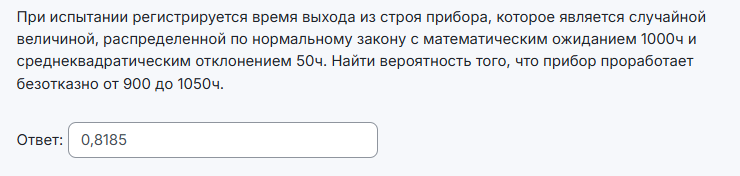 При испытании регистрируется время выхода из строя прибора, которое является случайной
величиной, распределенной по нормальному закону с математическим ожиданием 1000ч и
среднеквадратическим отклонением 50ч. Найти вероятность того, что прибор проработает
безотказно от 900 до 1050ч.
Ответ: 0,8185